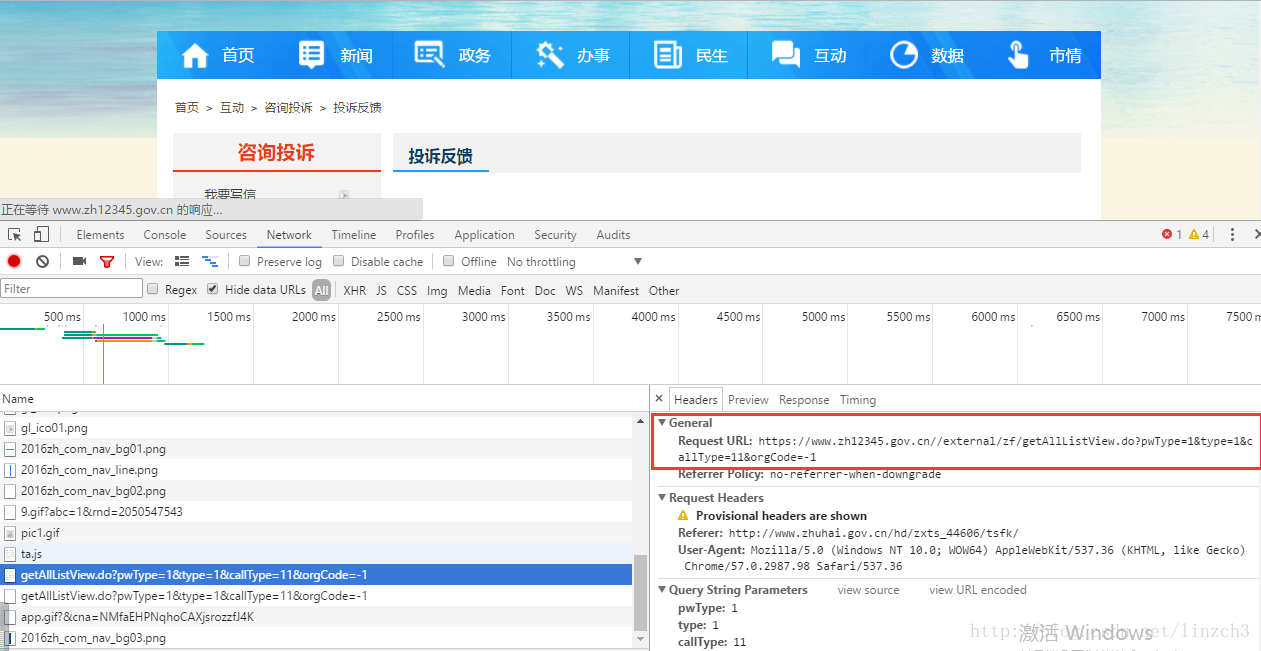 首页 新闻 政务 办事 民生 互动 数据 市情
首页 > 互动 > 咨询投诉 > 投诉反馈
咨询投诉 投诉反馈
我要写信
正在等待 www.zh12345.gov.cn 的响应...
Elements Console Sources Network Timeline Profiles Application Security Audits 1 4
View: Preserve log Disable cache Offline No throttling
Filter Regex Hide data URLs All XHR JS CSS Img Media Font Doc WS Manifest Other
500 ms 1000 ms 1500 ms 2000 ms 2500 ms 3000 ms 3500 ms 4000 ms 4500 ms 5000 ms 5500 ms 6000 ms 6500 ms 7000 ms 7500 m
Name
gl_ico01.png
2016zh_com_nav_bg01.png
2016zh_com_nav_line.png
2016zh_com_nav_bg02.png
9.gif?abc=1&rnd=2050547543
pic1.gif
ta.js
getAllListView.do?pwType=1&type=1&callType=11&orgCode=-1
getAllListView.do?pwType=1&type=1&callType=11&orgCode=-1
app.gif?&cna=NMfaEHPNqhoCAXjsrozzfJ4K
2016zh_com_nav_bg03.png
× Headers Preview Response Timing
General
Request URL: https://www.zh12345.gov.cn//external/zf/getAllListView.do?pwType=1&type=1&c
allType=11&orgCode=-1
Referrer Policy: no-referrer-when-downgrade
Request Headers
Provisional headers are shown
Referer: http://www.zhuhai.gov.cn/hd/zxts_44606/tsfk/
User-Agent: Mozilla/5.0 (Windows NT 10.0; WOW64) AppleWebKit/537.36 (KHTML, like Gecko)
Chrome/57.0.2987.98 Safari/537.36
Query String Parameters view source view URL encoded
pwType: 1
type: 1
callType: 11
激活 Windows